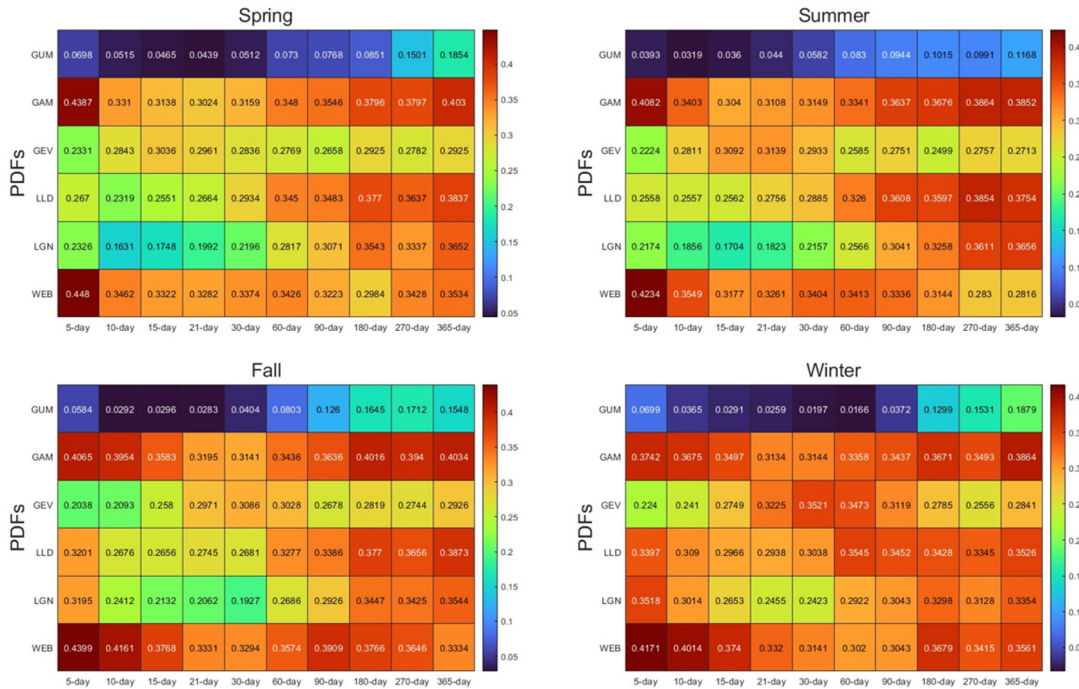 Spring
PDFs
GUM 0.0698 0.0515 0.0465 0.0439 0.0512 0.073 0.0768 0.0851 0.1501 0.1854
GAM 0.4387 0.331 0.3138 0.3024 0.3159 0.348 0.3546 0.3796 0.3797 0.403
GEV 0.2331 0.2843 0.3036 0.2961 0.2836 0.2769 0.2658 0.2925 0.2782 0.2925
LLD 0.267 0.2319 0.2551 0.2664 0.2934 0.345 0.3483 0.377 0.3637 0.3837
LGN 0.2326 0.1631 0.1748 0.1992 0.2196 0.2817 0.3071 0.3543 0.3337 0.3652
WEB 0.448 0.3462 0.3322 0.3282 0.3374 0.3426 0.3223 0.2984 0.3428 0.3534
5-day 10-day 15-day 21-day 30-day 60-day 90-day 180-day 270-day 365-day
0.4
0.35
0.3
0.25
0.2
0.15
0.1
0.05
Summer
PDFs
GUM 0.0393 0.0319 0.036 0.044 0.0582 0.083 0.0944 0.1015 0.0991 0.1168
GAM 0.4082 0.3403 0.304 0.3108 0.3149 0.3341 0.3637 0.3676 0.3864 0.3852
GEV 0.2224 0.2811 0.3092 0.3139 0.2933 0.2585 0.2751 0.2499 0.2757 0.2713
LLD 0.2558 0.2557 0.2562 0.2756 0.2885 0.326 0.3608 0.3597 0.3854 0.3754
LGN 0.2174 0.1856 0.1704 0.1823 0.2157 0.2566 0.3041 0.3258 0.3611 0.3656
WEB 0.4234 0.3549 0.3177 0.3261 0.3404 0.3413 0.3336 0.3144 0.283 0.2816
5-day 10-day 15-day 21-day 30-day 60-day 90-day 180-day 270-day 365-day
Fall
PDFs
GUM 0.0584 0.0292 0.0296 0.0283 0.0404 0.0803 0.126 0.1645 0.1712 0.1548
GAM 0.4065 0.3954 0.3583 0.3195 0.3141 0.3436 0.3636 0.4016 0.394 0.4034
GEV 0.2038 0.2093 0.258 0.2971 0.3086 0.3028 0.2678 0.2819 0.2744 0.2926
LLD 0.3201 0.2676 0.2656 0.2745 0.2681 0.3277 0.3386 0.377 0.3656 0.3873
LGN 0.3195 0.2412 0.2132 0.2062 0.1927 0.2686 0.2926 0.3447 0.3425 0.3544
WEB 0.4399 0.4161 0.3768 0.3331 0.3294 0.3574 0.3909 0.3766 0.3646 0.3334
5-day 10-day 15-day 21-day 30-day 60-day 90-day 180-day 270-day 365-day
0.4
0.35
0.3
0.25
0.2
0.15
0.1
0.05
Winter
PDFs
GUM 0.0699 0.0365 0.0291 0.0259 0.0197 0.0166 0.0372 0.1299 0.1531 0.1879
GAM 0.3742 0.3675 0.3497 0.3134 0.3144 0.3358 0.3437 0.3671 0.3493 0.3864
GEV 0.224 0.241 0.2749 0.3225 0.3521 0.3473 0.3119 0.2785 0.2556 0.2841
LLD 0.3397 0.309 0.2966 0.2938 0.3038 0.3545 0.3452 0.3428 0.3345 0.3526
LGN 0.3518 0.3014 0.2653 0.2455 0.2423 0.2922 0.3043 0.3298 0.3128 0.3354
WEB 0.4171 0.4014 0.374 0.332 0.3141 0.302 0.3043 0.3679 0.3415 0.3561
5-day 10-day 15-day 21-day 30-day 60-day 90-day 180-day 270-day 365-day